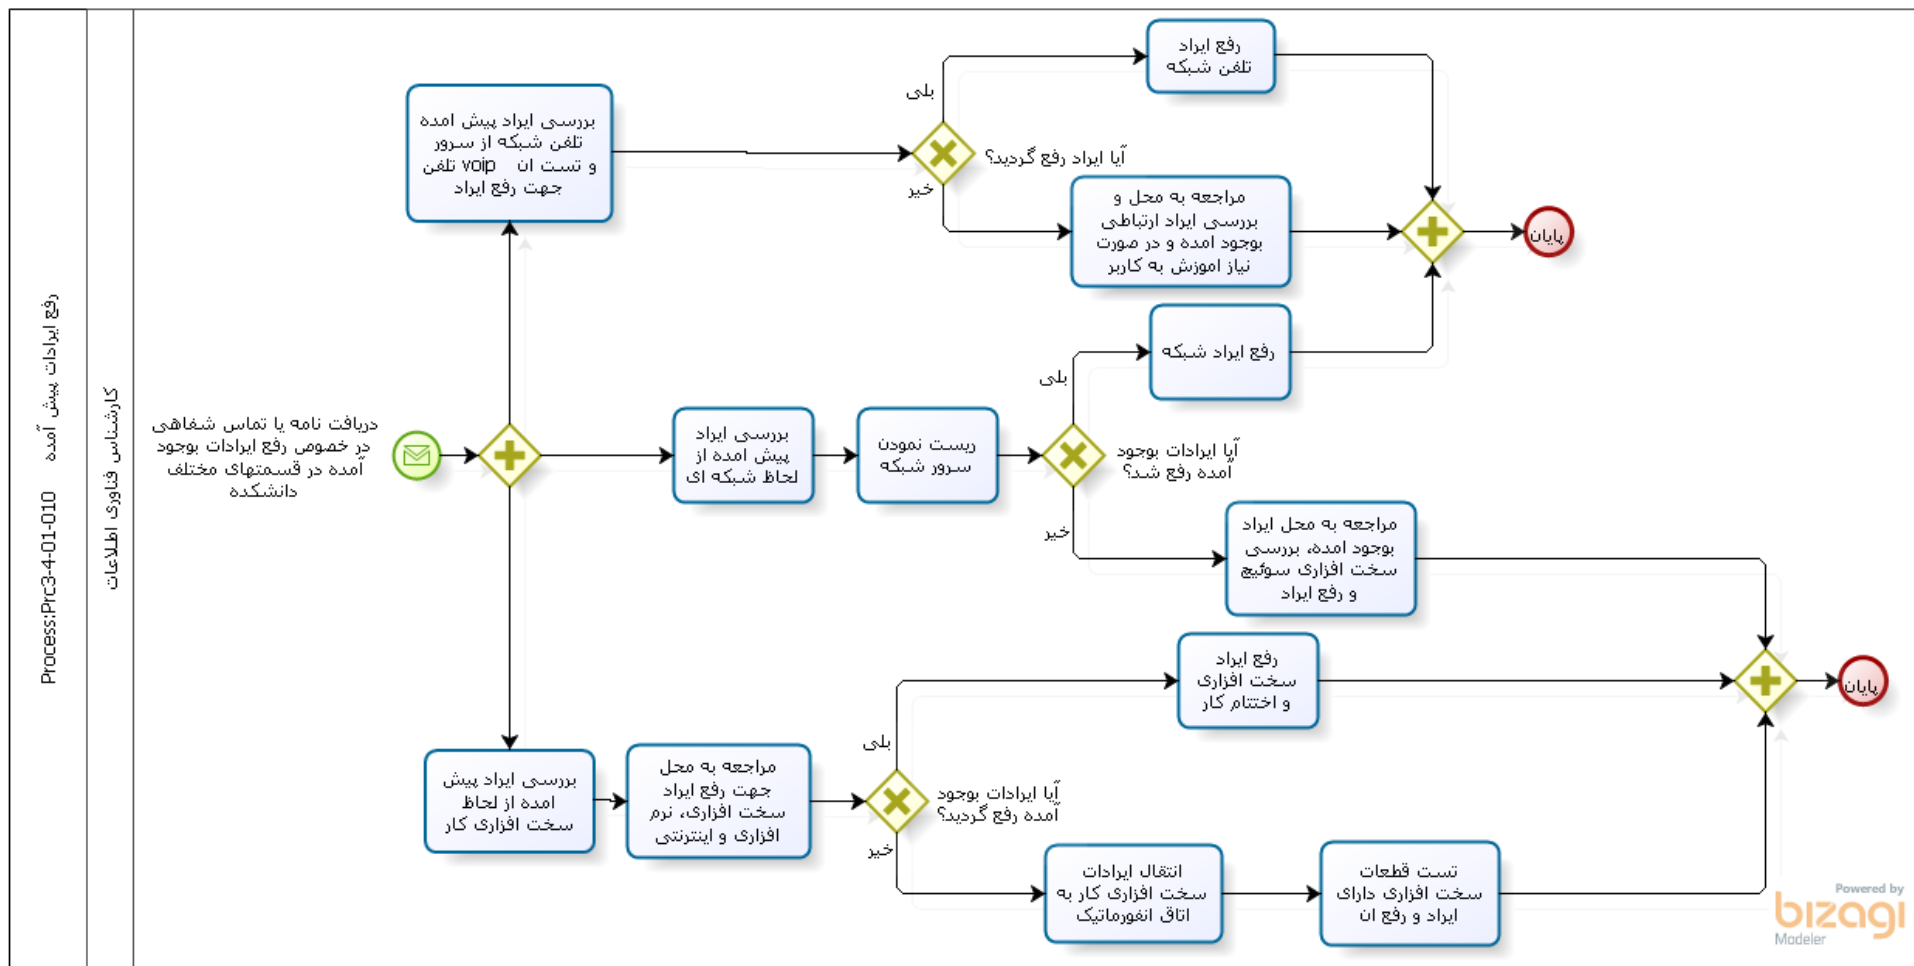 رفع ایرادات پیش آمده
Process:Prc3-4-01-010
کارشناس فناوری اطلاعات
دریافت نامه یا تماس شفاهی
در خصوص رفع ایرادات بوجود
آمده در قسمتهای مختلف
دانشکده
بررسی ایراد پیش امده
تلفن شبکه از سرور
تلفن voip و تست ان
جهت رفع ایراد
آیا ایراد رفع گردید؟
بلی
خیر
رفع ایراد
تلفن شبکه
مراجعه به محل و
بررسی ایراد ارتباطی
بوجود امده و در صورت
نیاز اموزش به کاربر
پایان
بررسی ایراد
پیش امده از
لحاظ شبکه ای
ریست نمودن
سرور شبکه
آیا ایرادات بوجود
آمده رفع شد؟
بلی
خیر
رفع ایراد شبکه
مراجعه به محل ایراد
بوجود امده، بررسی
سخت افزاری سوئیچ
و رفع ایراد
بررسی ایراد پیش
امده از لحاظ
سخت افزاری کار
مراجعه به محل
جهت رفع ایراد
سخت افزاری، نرم
افزاری و اینترنتی
آیا ایرادات بوجود
آمده رفع گردید؟
بلی
خیر
رفع ایراد
سخت افزاری
و اختتام کار
انتقال ایرادات
سخت افزاری کار به
اتاق انفورماتیک
تست قطعات
سخت افزاری دارای
ایراد و رفع ان
پایان
Powered by
bizagi
Modeler